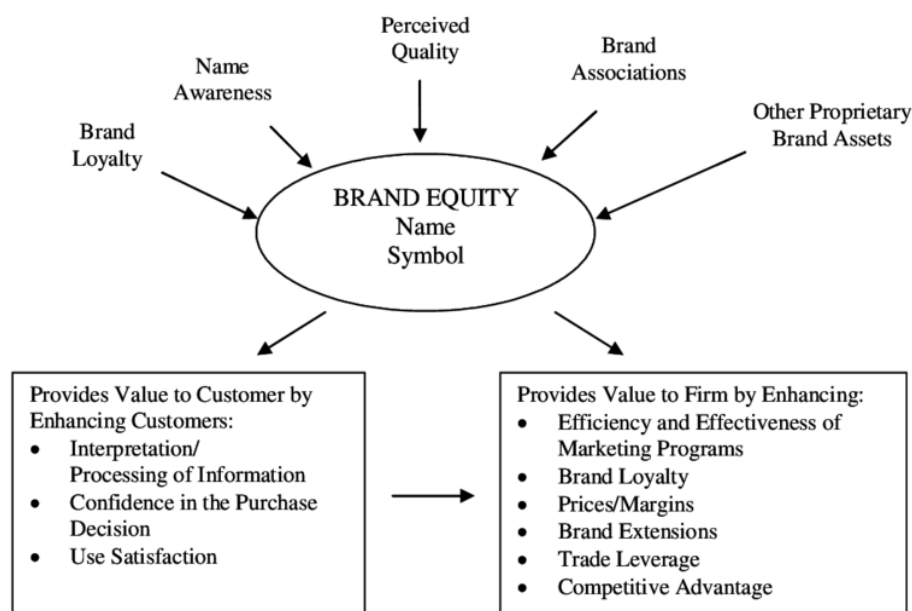 Perceived
Quality
Brand
Associations
Name
Awareness
Other Proprietary
Brand Assets
Brand
Loyalty
BRAND EQUITY
Name
Symbol
Provides Value to Customer by
Enhancing Customers:
• Interpretation/
Processing of Information
• Confidence in the Purchase
Decision
• Use Satisfaction
Provides Value to Firm by Enhancing:
• Efficiency and Effectiveness of
Marketing Programs
• Brand Loyalty
• Prices/Margins
• Brand Extensions
• Trade Leverage
• Competitive Advantage